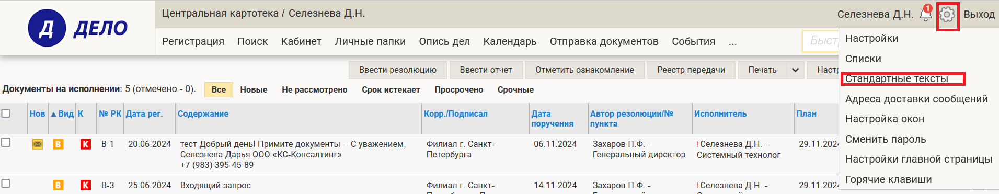 Центральная картотека / Селезнева Д.Н.
Селезнева Д.Н. 1 Выход
Д ДЕЛО
Регистрация Поиск Кабинет Личные папки Опись дел Календарь Отправка документов События ...
Быст
Настройки
Списки
Стандартные тексты
Адреса доставки сообщений
Настройка окон
Сменить пароль
Настройки главной страницы
Горячие клавиши
Ввести резолюцию Ввести отчет Отметить ознакомление Реестр передачи Печать Настр
Документы на исполнении: 5 (отмечено - 0). Все Новые Не рассмотрено Срок истекает Просрочено Срочные
Нов Вид К № РК Дата рег. Содержание Корр./Подписал Дата поручения Автор резолюции/№ пункта Исполнитель План
В К В-1 20.06.2024 тест Добрый день! Примите документы -- С уважением,
Селезнева Дарья ООО «КС-Консалтинг»
+7 (983) 395-45-89
Филиал г. Санкт-
Петербурга
06.11.2024
Захаров П.Ф. -
Генеральный директор
!Селезнева Д.Н. -
Системный технолог
29.11.2024
В К В-3 25.06.2024 Входящий запрос Филиал г. Санкт- 14.11.2024 Захаров П.Ф. - !Селезнева Д.Н. - 29.11.202